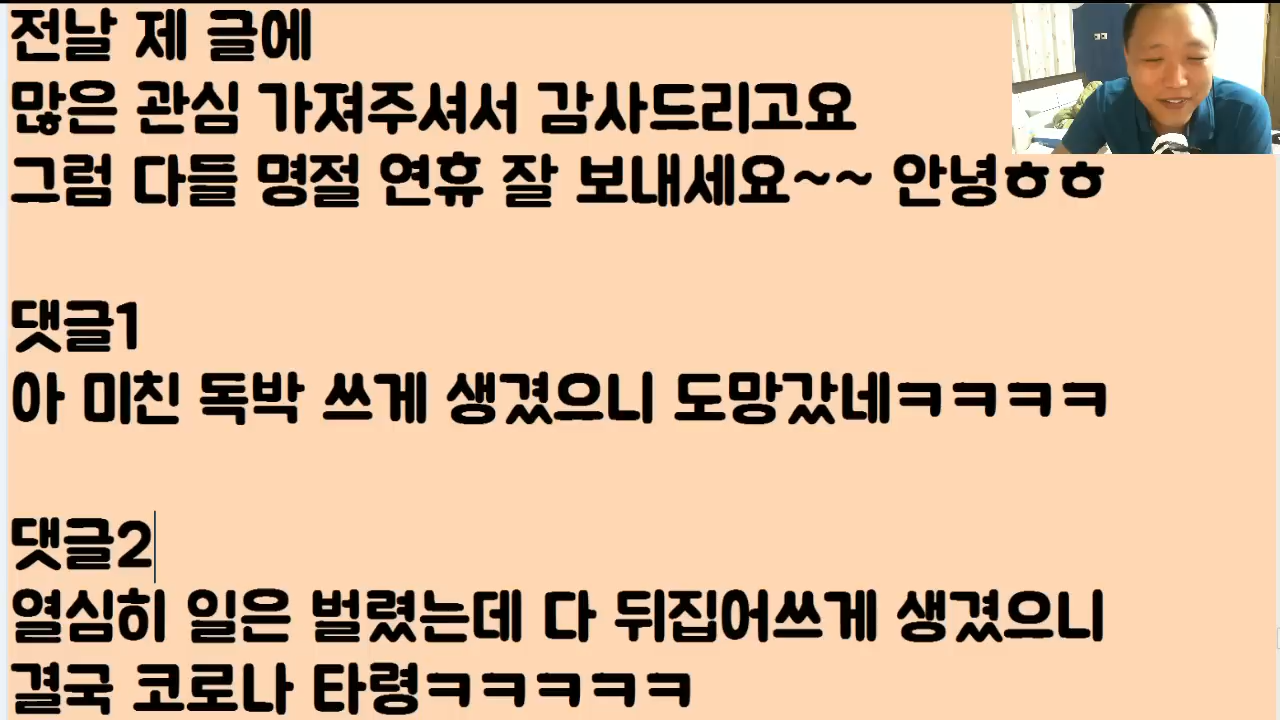 전날 제 글에
많은 관심 가져주셔서 감사드리고요
그럼 다들 명절 연휴 잘 보내세요~~ 안녕ㅎㅎ
댓글1
아 미친 독박 쓰게 생겼으니 도망갔네ㅋㅋㅋㅋ
댓글2
열심히 일은 벌렸는데 다 뒤집어쓰게 생겼으니
결국 코로나 타령ㅋㅋㅋㅋㅋ